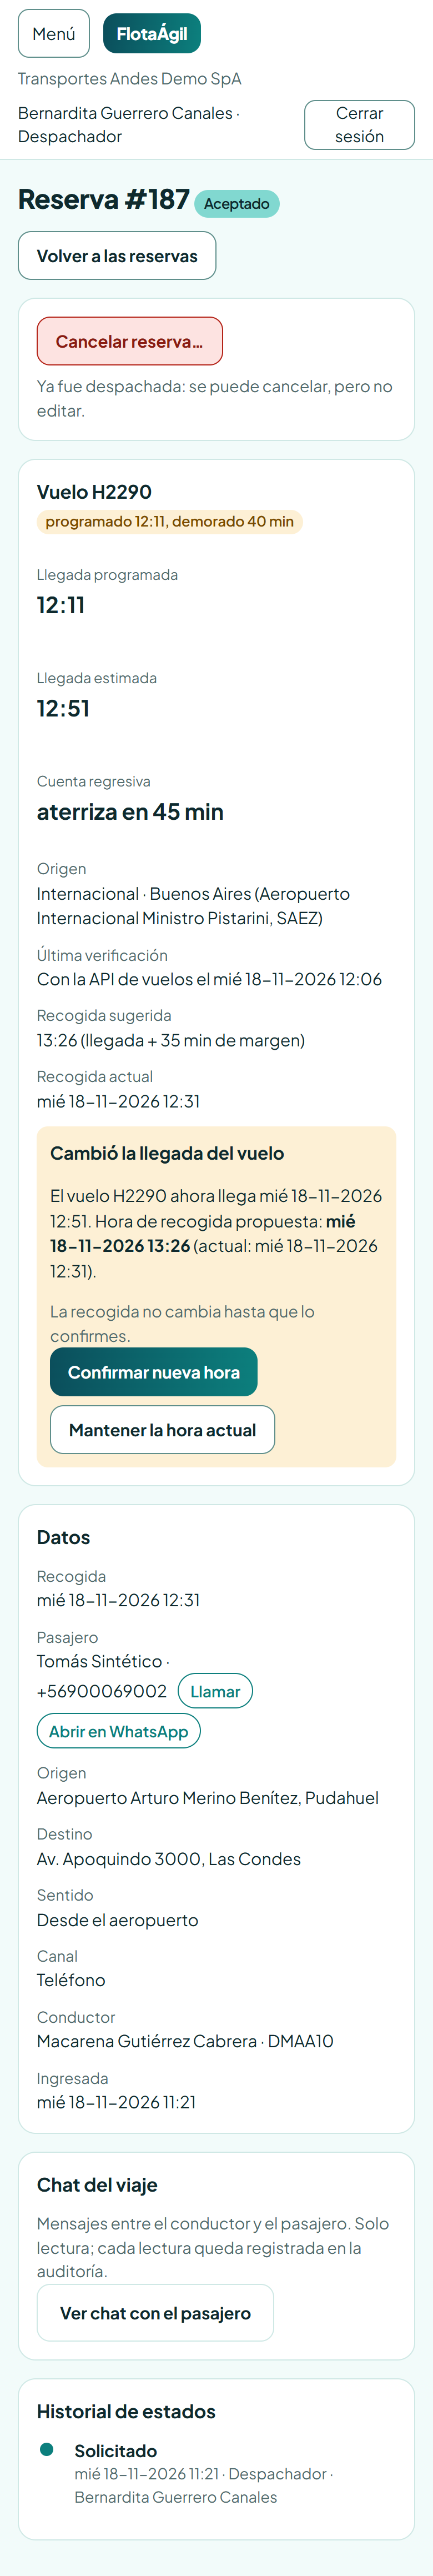 Menú
FlotaÁgil
Transportes Andes Demo SpA
Bernardita Guerrero Canales ·
Despachador
Cerrar
sesión
Reserva #187 Aceptado
Volver a las reservas
Cancelar reserva…
Ya fue despachada: se puede cancelar, pero no
editar.
Vuelo H2290
programado 12:11, demorado 40 min
Llegada programada
12:11
Llegada estimada
12:51
Cuenta regresiva
aterriza en 45 min
Origen
Internacional · Buenos Aires (Aeropuerto
Internacional Ministro Pistarini, SAEZ)
Última verificación
Con la API de vuelos el mié 18-11-2026 12:06
Recogida sugerida
13:26 (llegada + 35 min de margen)
Recogida actual
mié 18-11-2026 12:31
Cambió la llegada del vuelo
El vuelo H2290 ahora llega mié 18-11-2026
12:51. Hora de recogida propuesta: mié
18-11-2026 13:26 (actual: mié 18-11-2026
12:31).
La recogida no cambia hasta que lo
confirmes.
Confirmar nueva hora
Mantener la hora actual
Datos
Recogida
mié 18-11-2026 12:31
Pasajero
Tomás Sintético ·
+56900069002 Llamar
Abrir en WhatsApp
Origen
Aeropuerto Arturo Merino Benítez, Pudahuel
Destino
Av. Apoquindo 3000, Las Condes
Sentido
Desde el aeropuerto
Canal
Teléfono
Conductor
Macarena Gutiérrez Cabrera · DMAA10
Ingresada
mié 18-11-2026 11:21
Chat del viaje
Mensajes entre el conductor y el pasajero. Solo
lectura; cada lectura queda registrada en la
auditoría.
Ver chat con el pasajero
Historial de estados
Solicitado
mié 18-11-2026 11:21 · Despachador ·
Bernardita Guerrero Canales